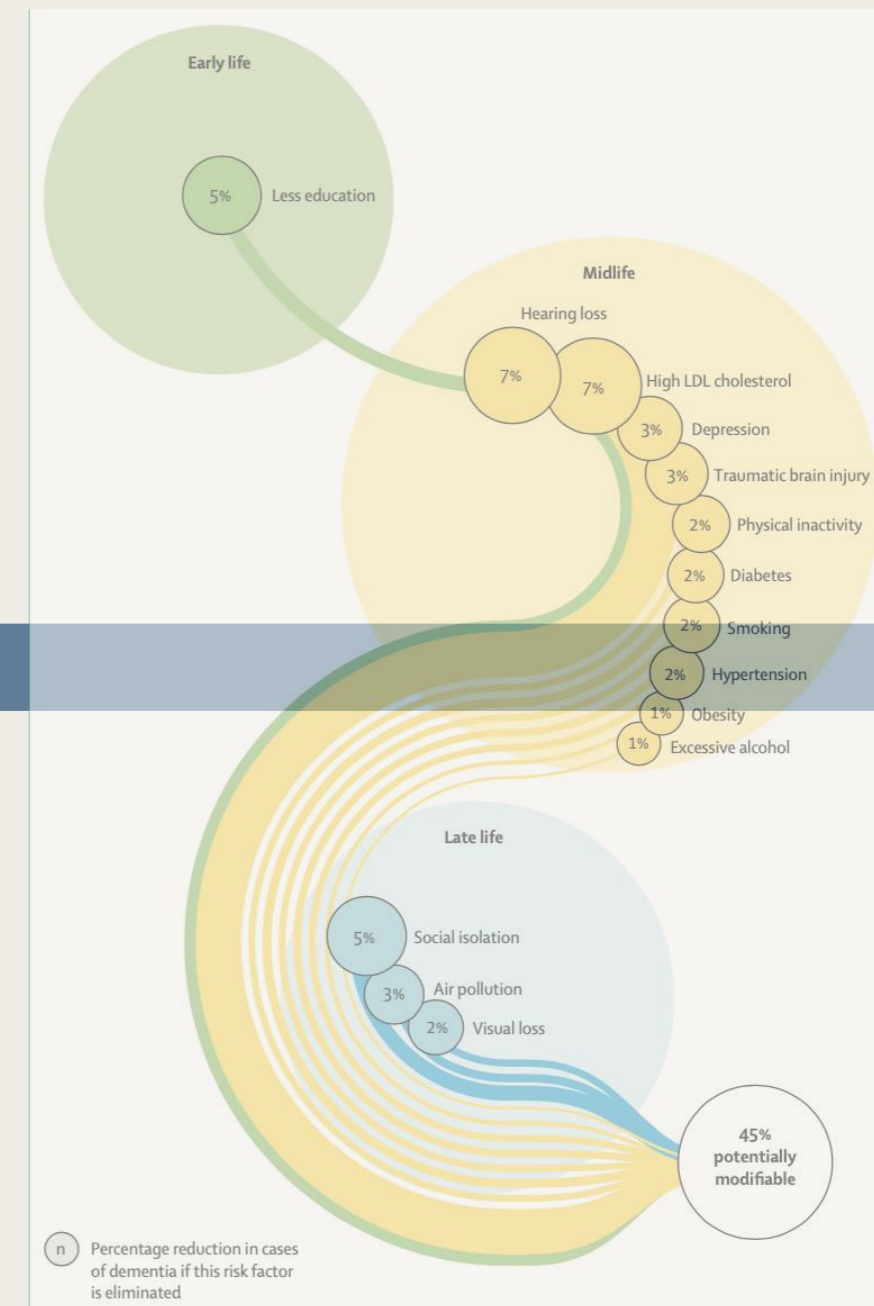 Early life
5%
Less education
Midlife
Hearing loss
7%
7%
High LDL cholesterol
3%
Depression
3%
Traumatic brain injury
2%
Physical inactivity
2%
Diabetes
2%
Smoking
2%
Hypertension
1%
Obesity
1%
Excessive alcohol
Late life
5%
Social isolation
3%
Air pollution
2%
Visual loss
45%
potentially
modifiable
n
Percentage reduction in cases
of dementia if this risk factor
is eliminated